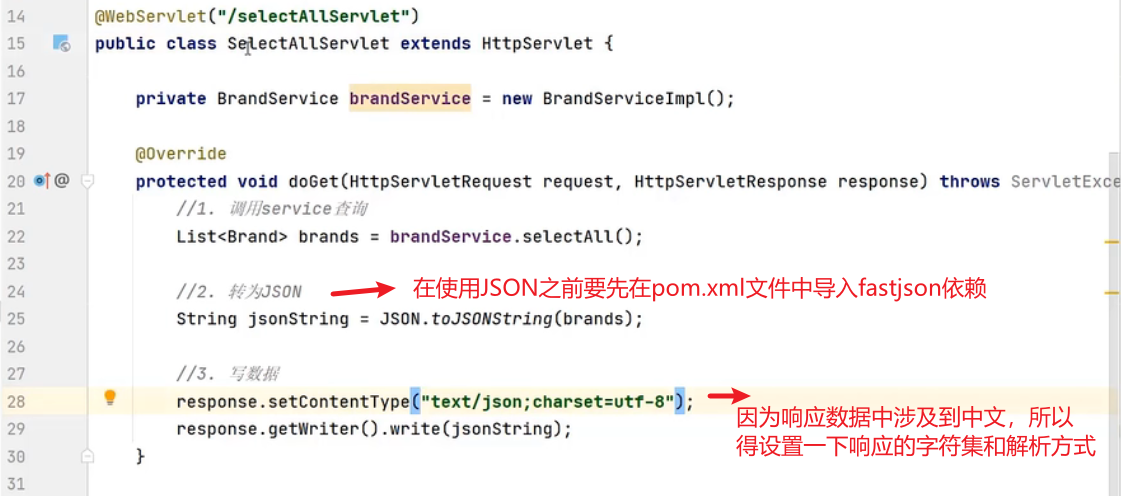 14 @WebServlet("/selectAllServlet")
15 public class SelectAllServlet extends HttpServlet {
16
17 private BrandService brandService = new BrandServiceImpl();
18
19 @Override
20 @ protected void doGet(HttpServletRequest request, HttpServletResponse response) throws ServletExce
21 //1. 调用service查询
22 List<Brand> brands = brandService.selectAll();
23
24 //2. 转为JSON 在使用JSON之前要先在pom.xml文件中导入fastjson依赖
25 String jsonString = JSON.toJSONString(brands);
26
27 //3. 写数据
28 response.setContentType("text/json;charset=utf-8");
因为响应数据中涉及到中文，所以
29 response.getWriter().write(jsonString);
得设置一下响应的字符集和解析方式
30 }
31